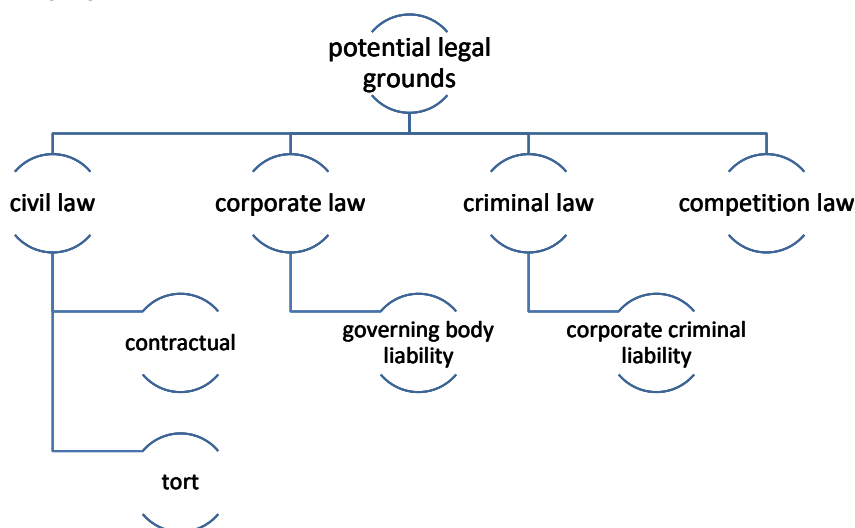 potential legal
grounds
civil law
corporate law
criminal law
competition law
contractual
governing body
liability
corporate criminal
liability
tort